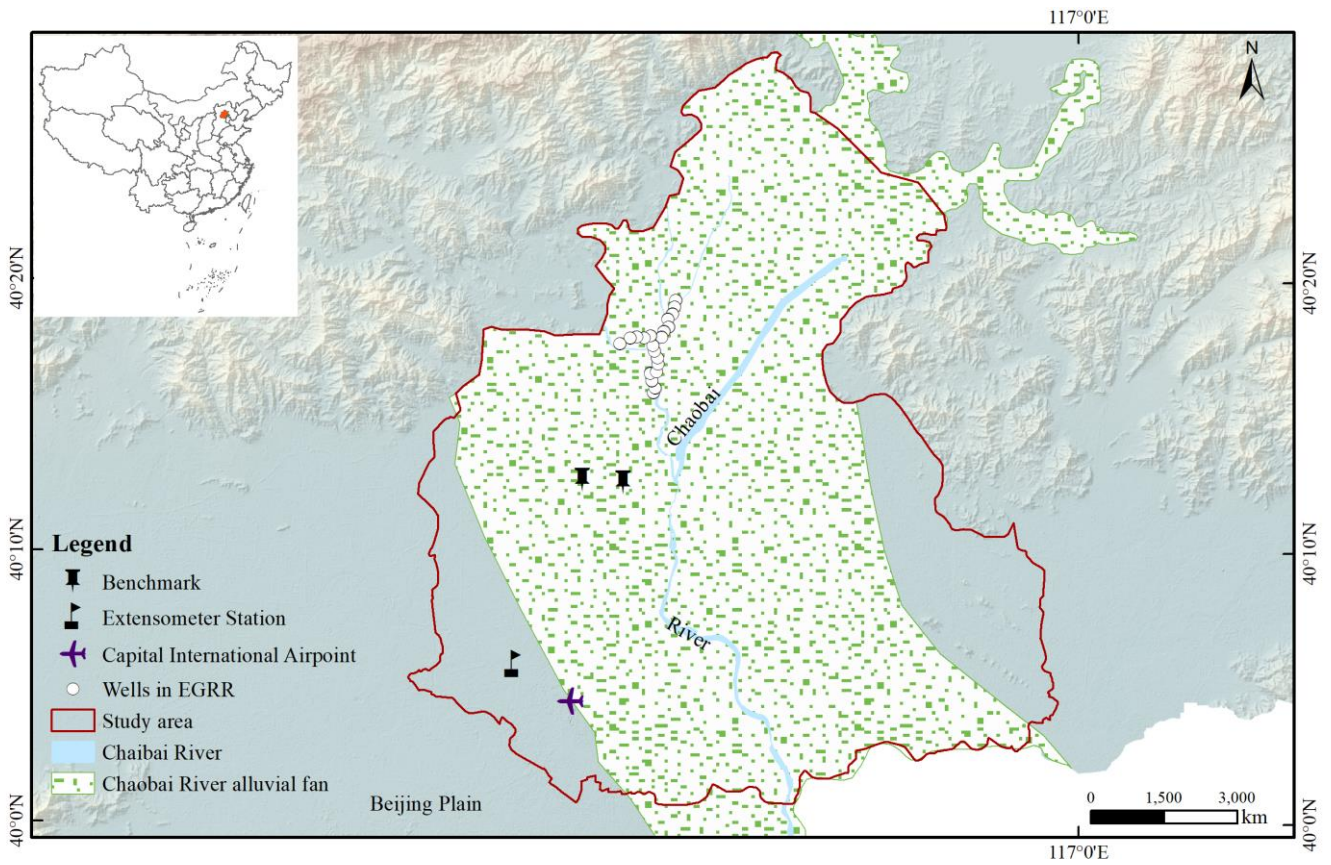 117°0'E
N
40°20'N
40°20'N
Chaobai
40°10'N
40°10'N
Legend
Benchmark
Extensometer Station
River
Capital International Airpoint
Wells in EGRR
Study area
Chaibai River
Chaobai River alluvial fan
Beijing Plain
0 1,500 3,000
km
40°0'N
40°0'N
117°0'E